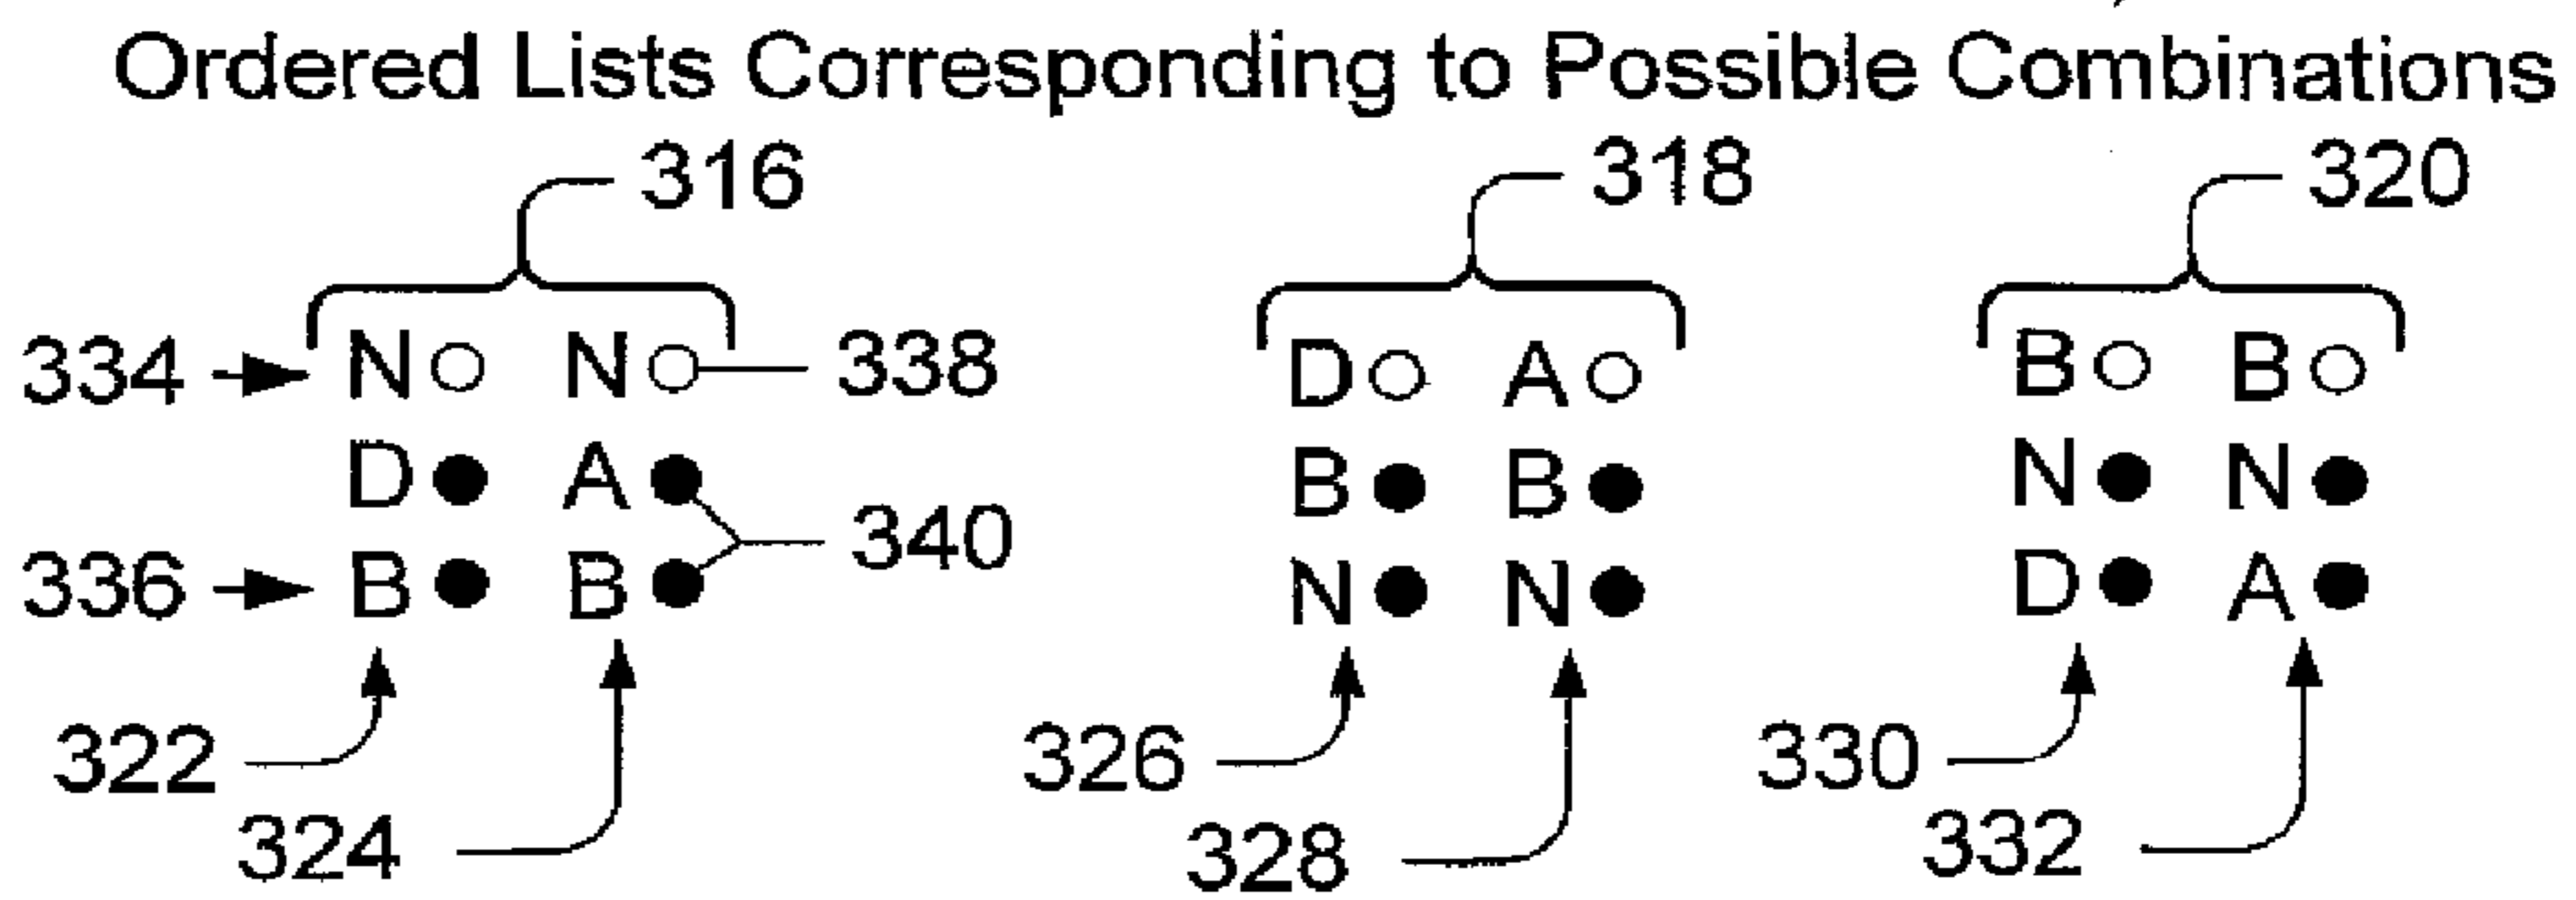 Ordered Lists Corresponding to Possible Combinations
316 318 320
334 N N 338 D A B B
D A B B N N
340
336 B B N N D A
322 326 330
324 328 332